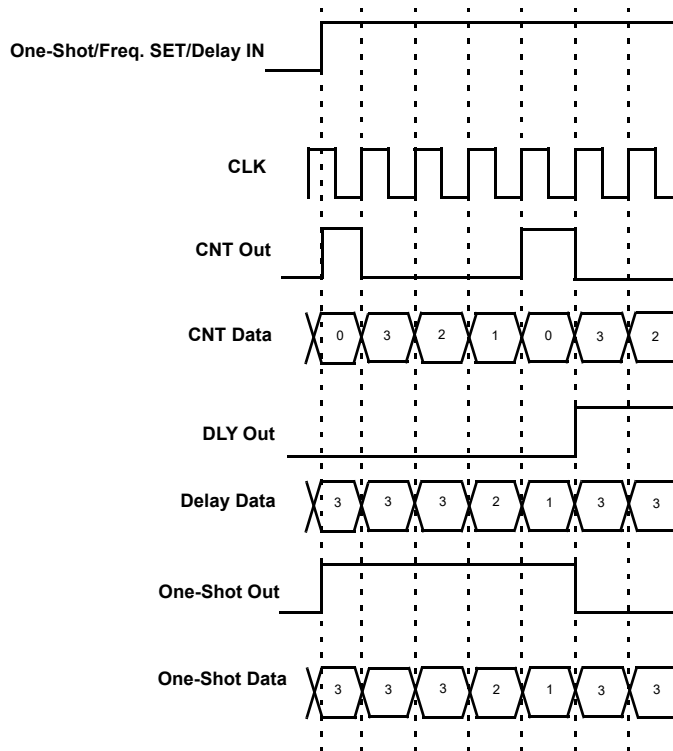 One-Shot/Freq. SET/Delay IN
CLK
CNT Out
CNT Data
0 3 2 1 0 3 2
DLY Out
Delay Data
3 3 3 2 1 3 3
One-Shot Out
One-Shot Data
3 3 3 2 1 3 3